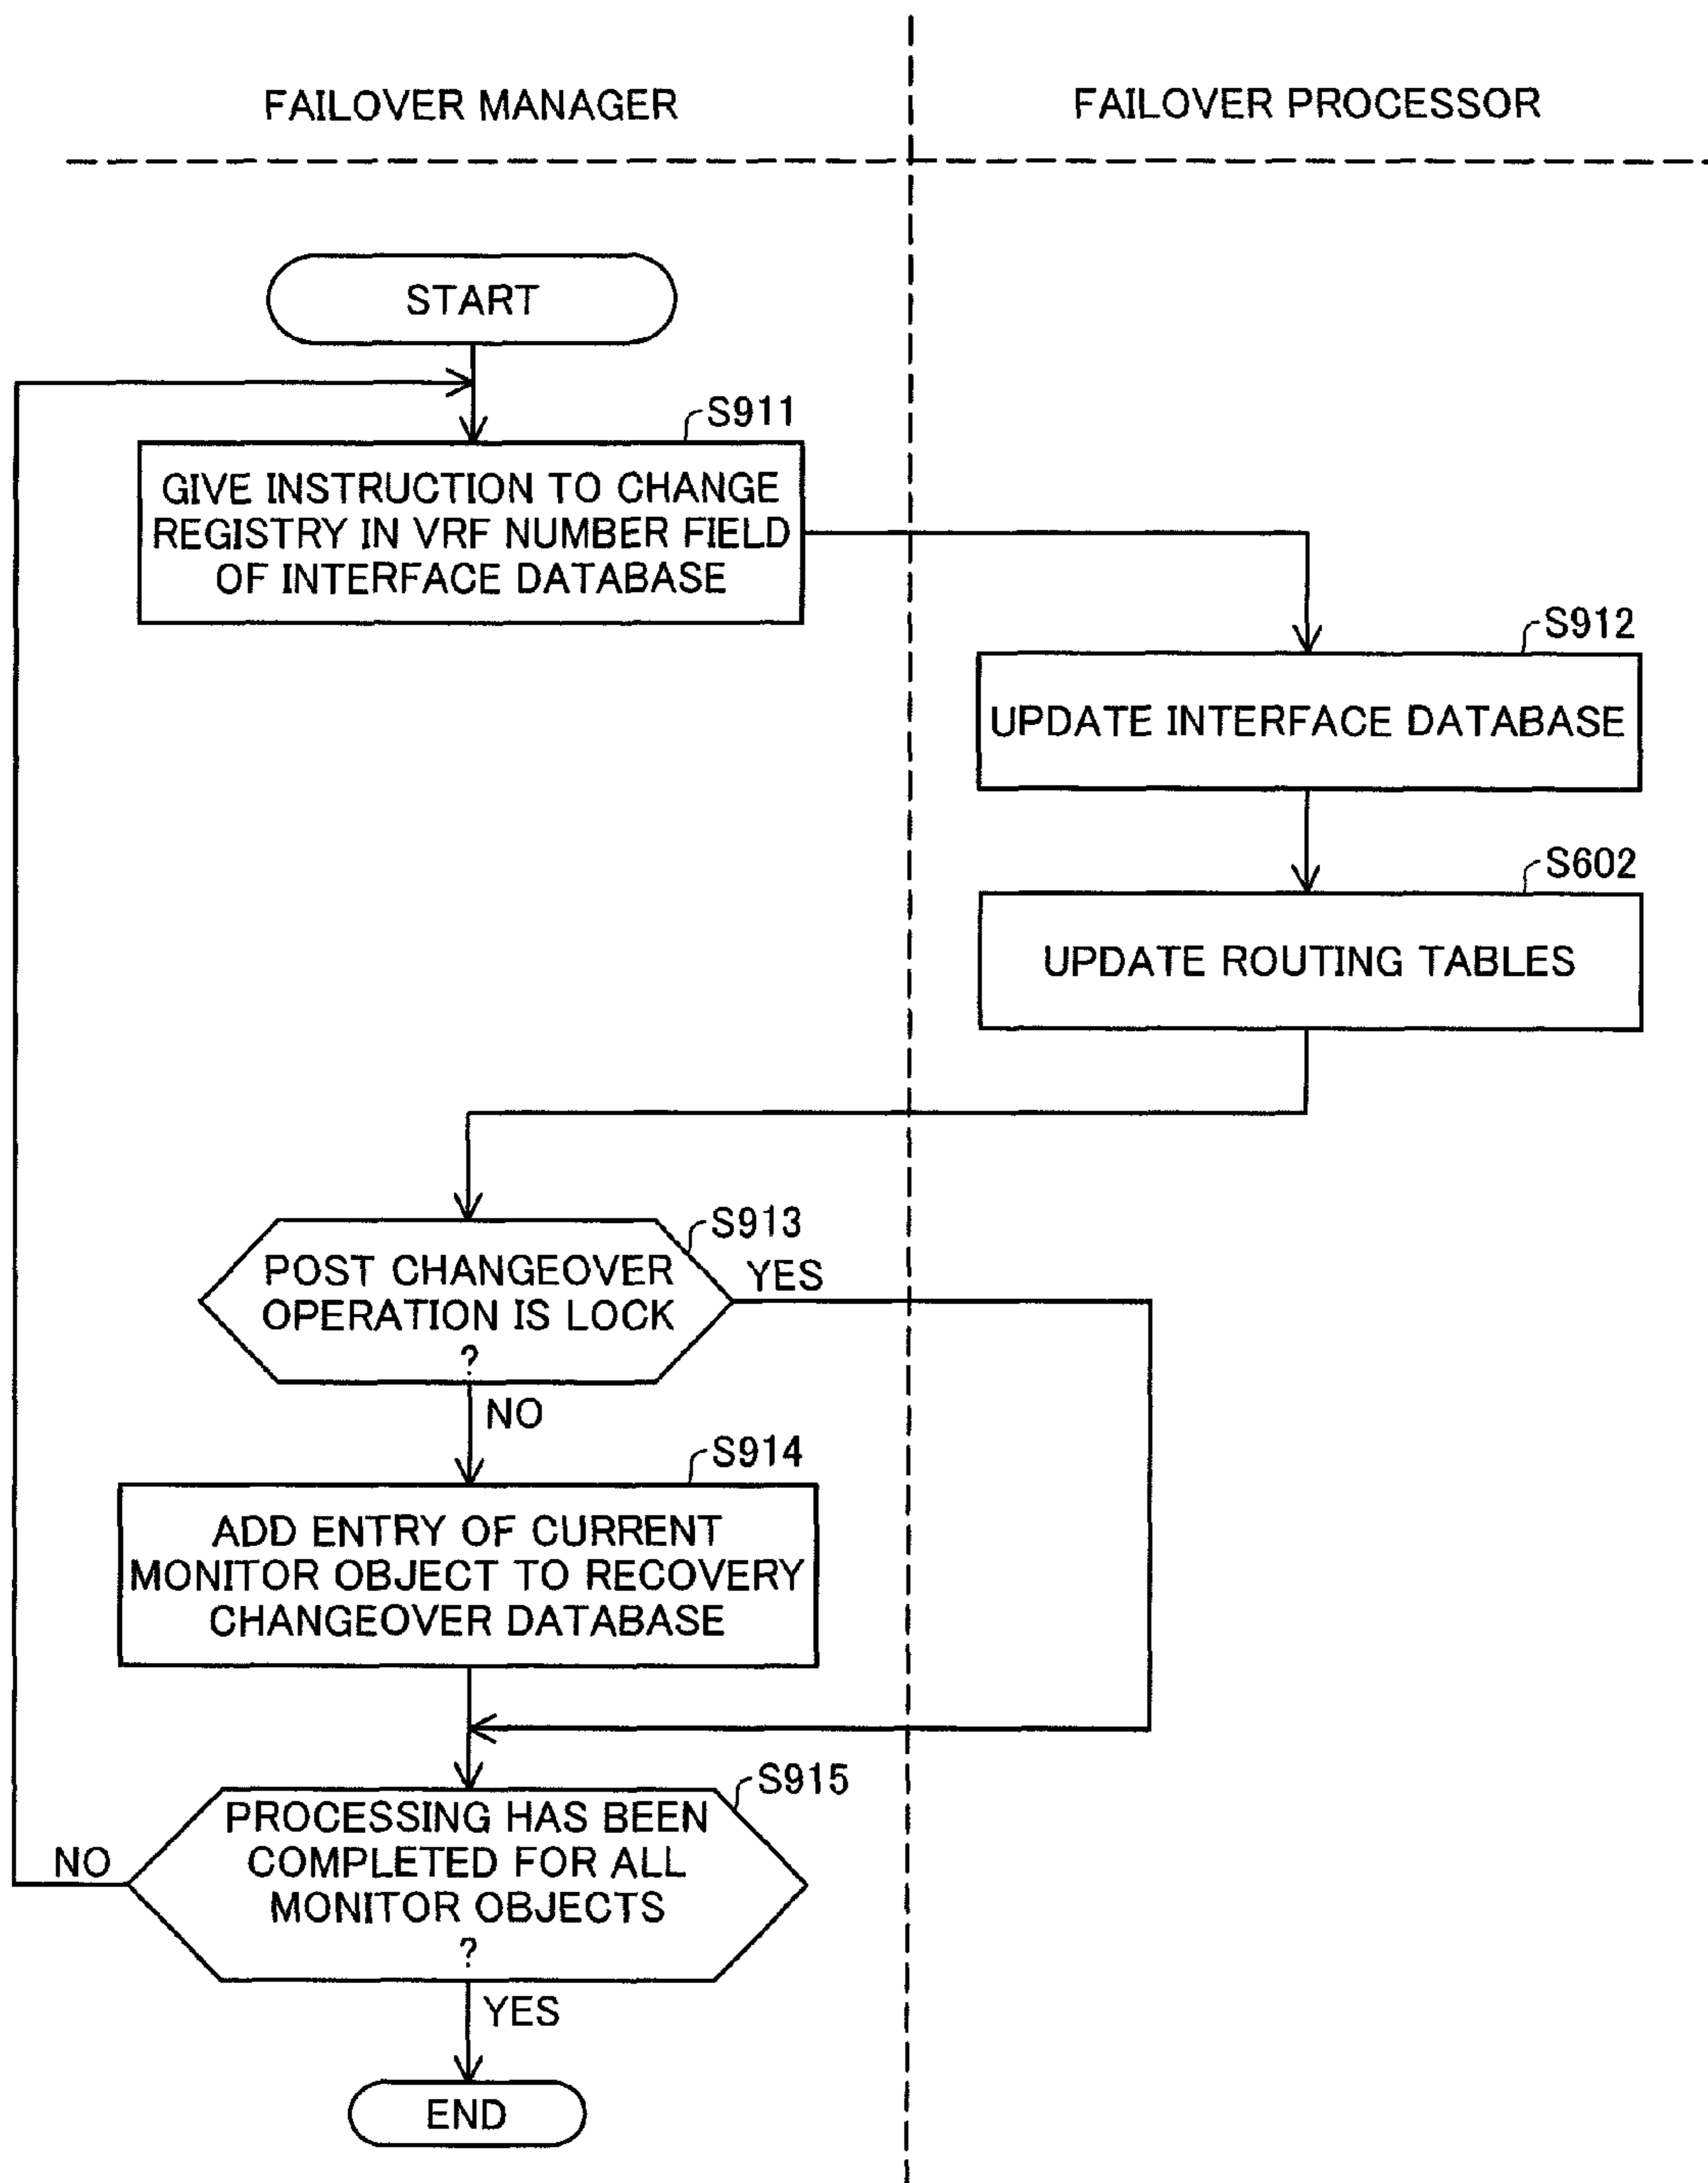 FAILOVER MANAGER
FAILOVER PROCESSOR
START
S911
GIVE INSTRUCTION TO CHANGE
REGISTRY IN VRF NUMBER FIELD
OF INTERFACE DATABASE
S912
UPDATE INTERFACE DATABASE
S602
UPDATE ROUTING TABLES
S913
POST CHANGEOVER
OPERATION IS LOCK
?
YES
NO
S914
ADD ENTRY OF CURRENT
MONITOR OBJECT TO RECOVERY
CHANGEOVER DATABASE
S915
PROCESSING HAS BEEN
COMPLETED FOR ALL
MONITOR OBJECTS
?
NO
YES
END